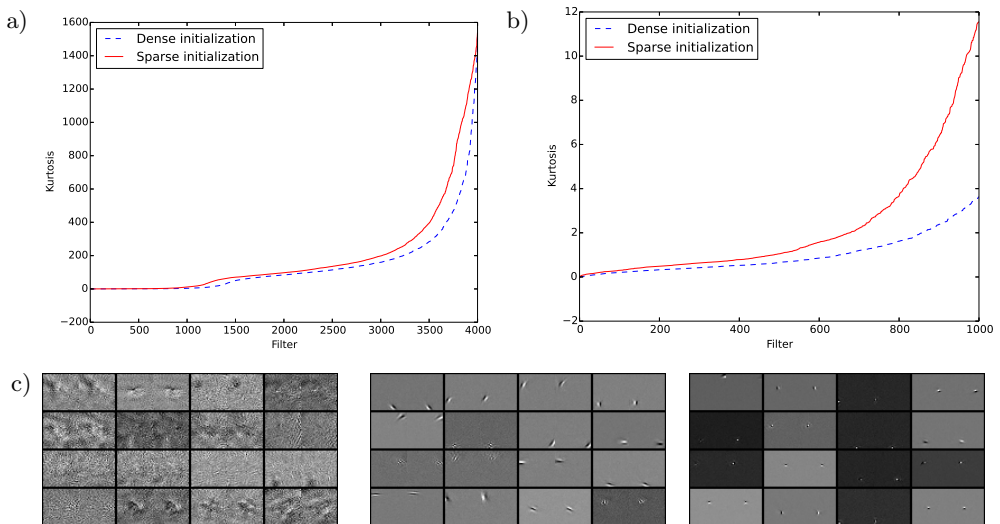 a)
1600
1400
1200
1000
800
600
400
200
0
−200
Kurtosis
Dense initialization
Sparse initialization
0 500 1000 1500 2000 2500 3000 3500 4000
Filter
b)
12
10
8
6
4
2
0
−2
Kurtosis
Dense initialization
Sparse initialization
0 200 400 600 800 1000
Filter
c)